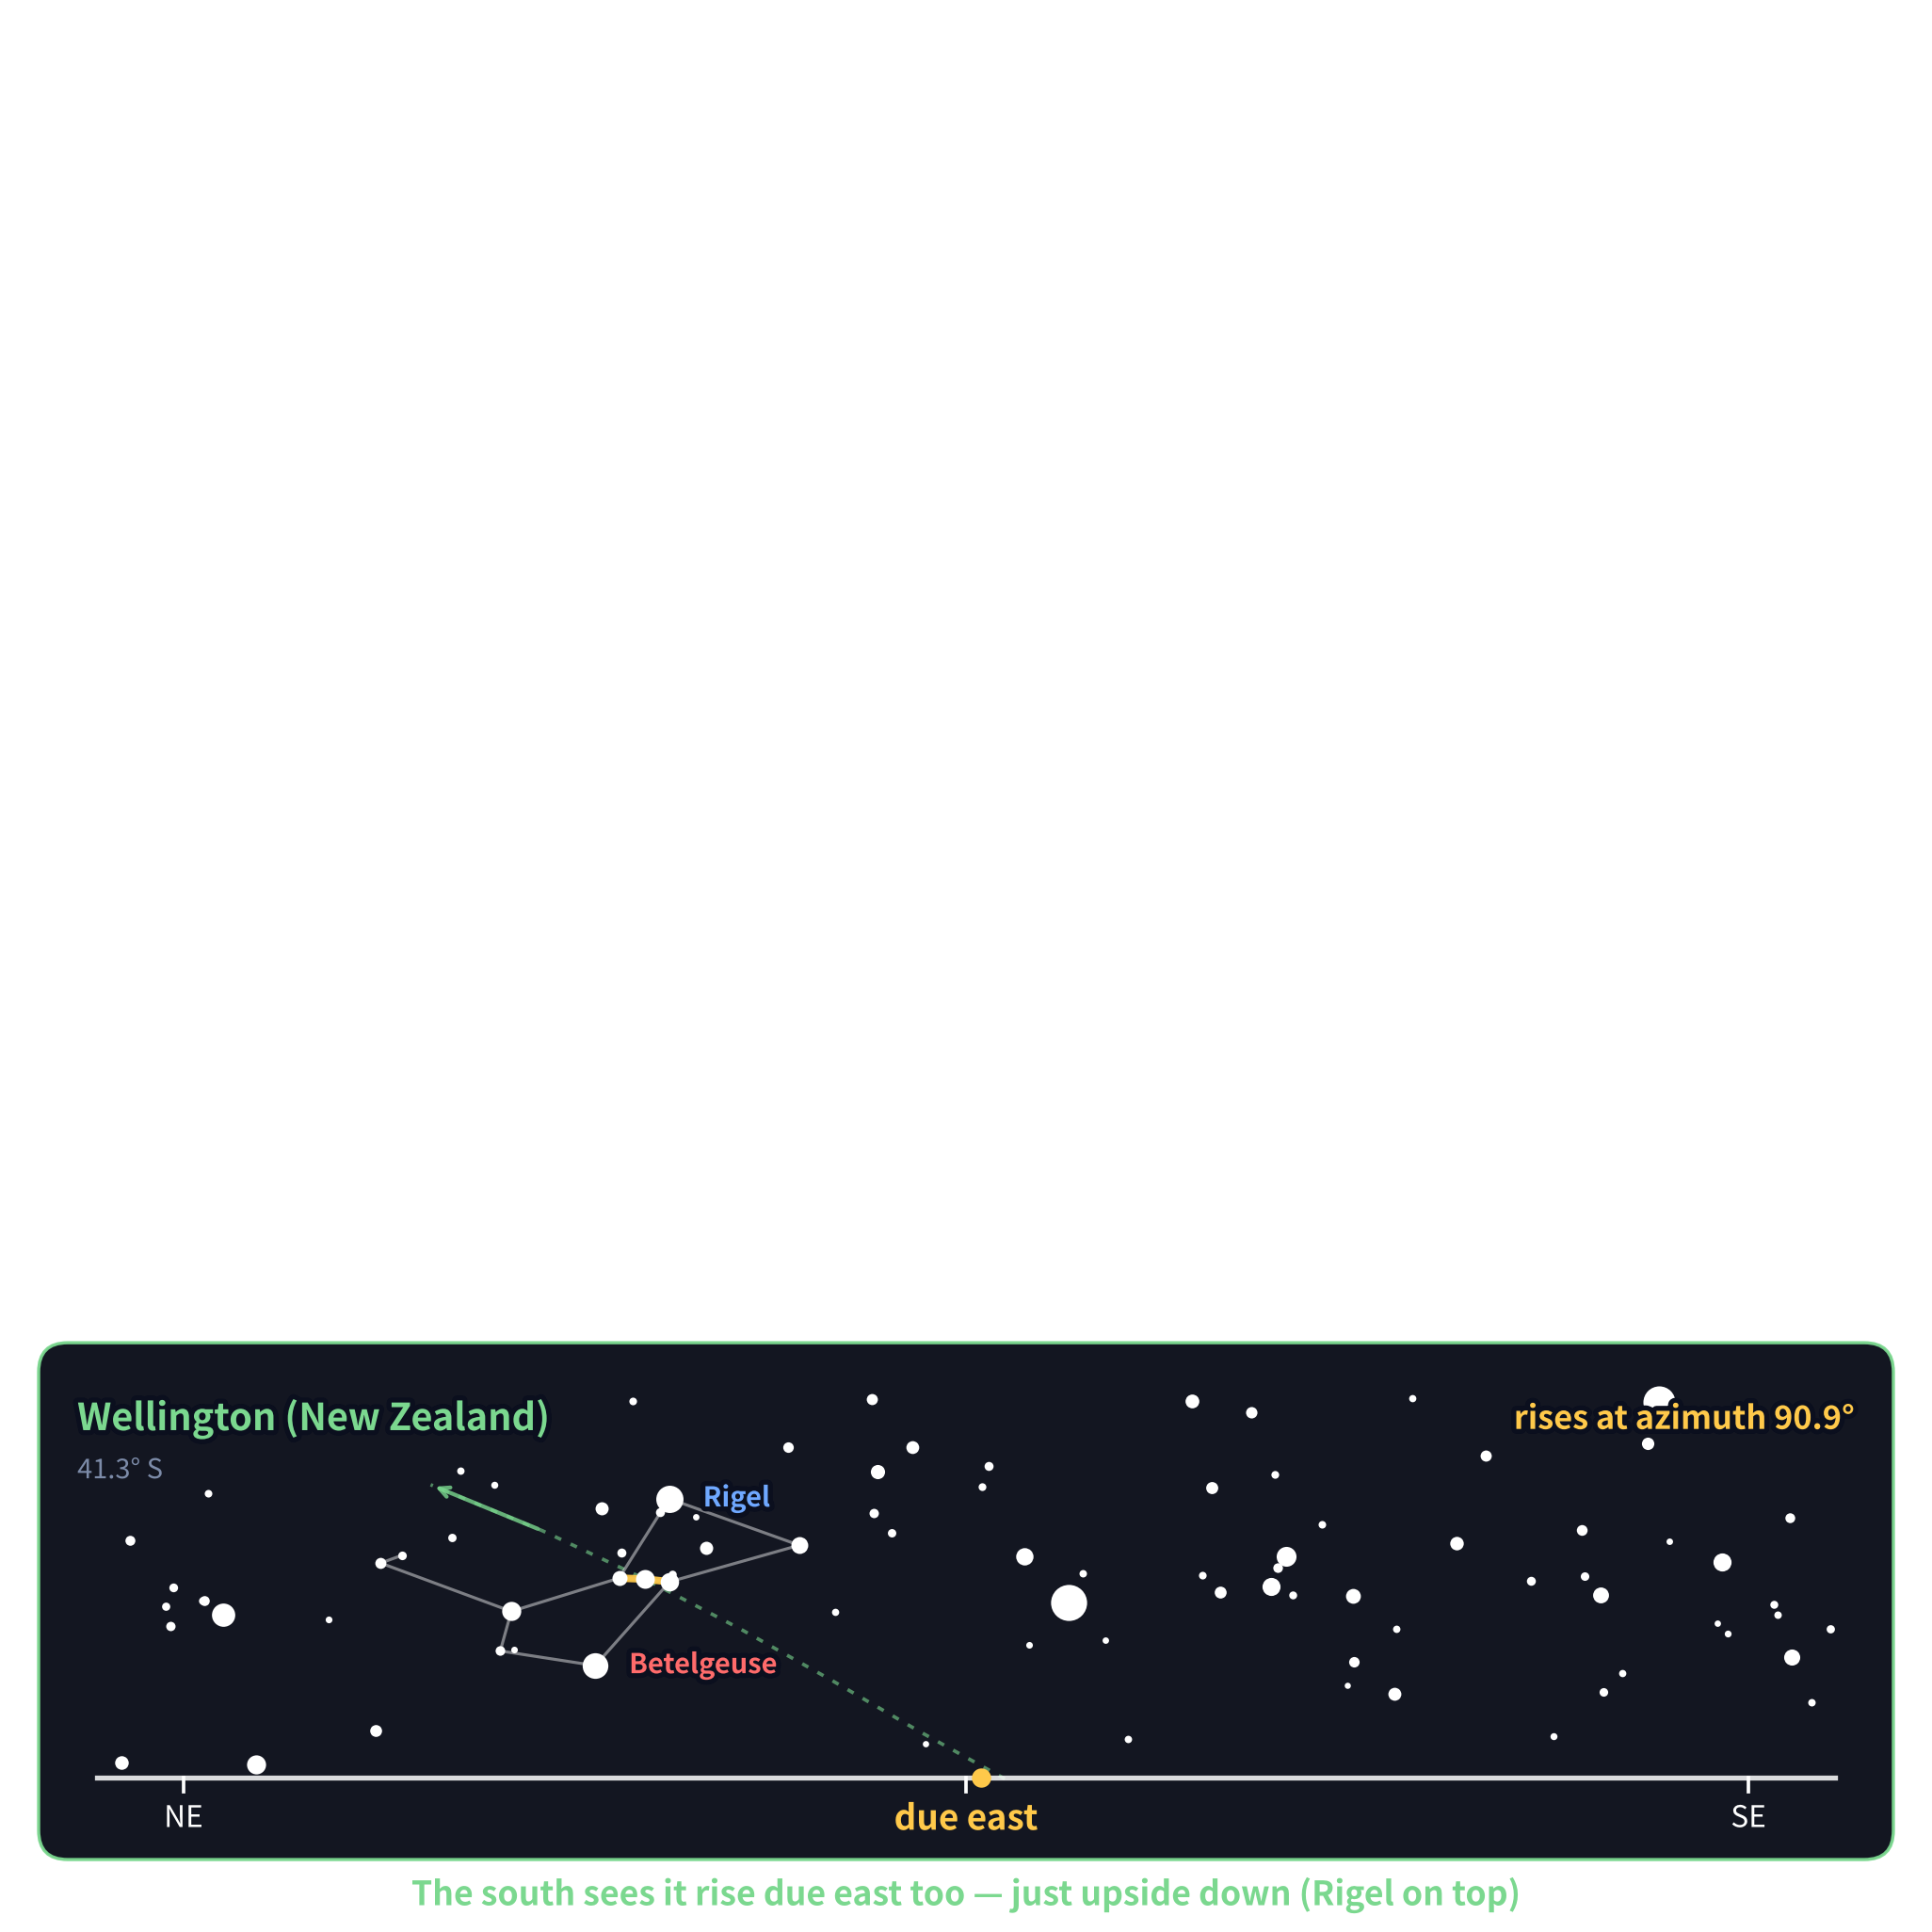 Wellington (New Zealand)
rises at azimuth 90.9°
41.3° S
Rigel
Betelgeuse
NE
due east
SE
The south sees it rise due east too — just upside down (Rigel on top)